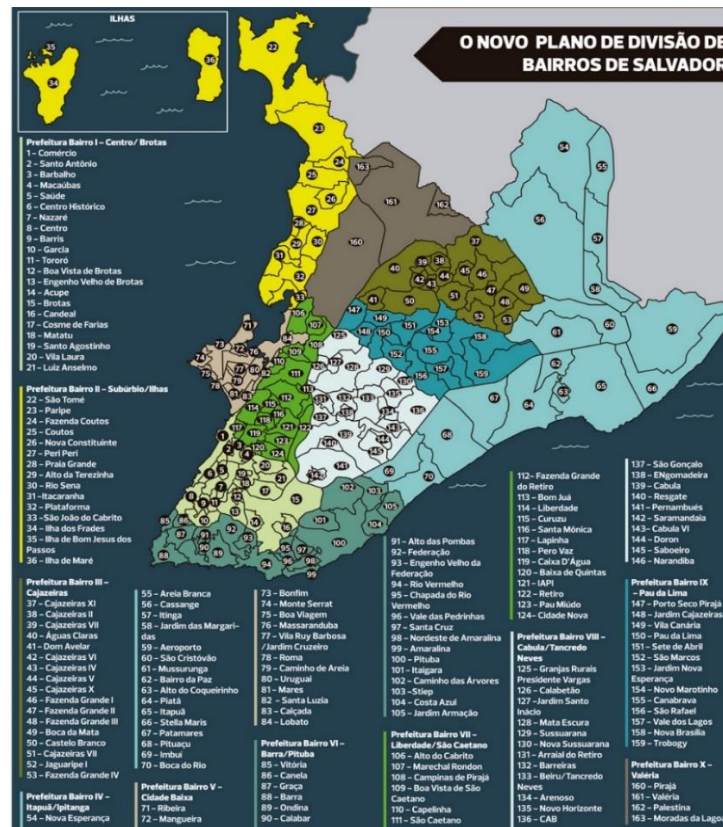 ILHAS
O NOVO PLANO DE DIVISÃO DE
BAIRROS DE SALVADOR
Prefeitura Bairro I – Centro/ Brotas
1 – Comércio
2 – Santo Antônio
3 – Barbalho
4 – Macaúbas
5 – Saúde
6 – Centro Histórico
7 – Nazaré
8 – Centro
9 – Barris
10 – Garcia
11 – Tororó
12 – Boa Vista de Brotas
13 – Engenho Velho de Brotas
14 – Acupe
15 – Brotas
16 – Candeal
17 – Cosme de Farias
18 – Matatu
19 – Santo Agostinho
20 – Vila Laura
21 – Luiz Anselmo
Prefeitura Bairro II – Subúrbio/Ilhas
22 – São Tomé
23 – Paripe
24 – Fazenda Coutos
25 – Coutos
26 – Nova Constituinte
27 – Peri Peri
28 – Praia Grande
29 – Alto da Terezinha
30 – Rio Sena
31 – Itacaranha
32 – Plataforma
33 – São João do Cabrito
34 – Ilha dos Frades
35 – Ilha de Bom Jesus dos
Passos
36 – Ilha de Maré
Prefeitura Bairro III –
Cajazeiras
37 – Cajazeiras XI
38 – Cajazeiras II
39 – Cajazeiras VII
40 – Águas Claras
41 – Dom Avelar
42 – Cajazeiras VI
43 – Cajazeiras IV
44 – Cajazeiras V
45 – Cajazeiras X
46 – Fazenda Grande I
47 – Fazenda Grande II
48 – Fazenda Grande III
49 – Boca da Mata
50 – Castelo Branco
51 – Cajazeiras VII
52 – Jaguaripe I
53 – Fazenda Grande IV
Prefeitura Bairro IV –
Itapuã/Ipitanga
54 – Nova Esperança
55 – Areia Branca
56 – Cassange
57 – Itinga
58 – Jardim das Margari-
das
59 – Aeroporto
60 – São Cristóvão
61 – Mussurunga
62 – Bairro da Paz
63 – Alto do Coqueirinho
64 – Piatã
65 – Itapuã
66 – Stella Maris
67 – Patamares
68 – Pituaçu
69 – Imbuí
70 – Boca do Rio
Prefeitura Bairro V –
Cidade Baixa
71 – Ribeira
72 – Mangueira
73 – Bonfim
74 – Monte Serrat
75 – Boa Viagem
76 – Massaranduba
77 – Vila Ruy Barbosa
/Jardim Cruzeiro
78 – Roma
79 – Caminho de Areia
80 – Uruguai
81 – Mares
82 – Santa Luzia
83 – Calçada
84 – Lobato
Prefeitura Bairro VI –
Barra/Pituba
85 – Vitória
86 – Canela
87 – Graça
88 – Barra
89 – Ondina
90 – Calabar
91 – Alto das Pombas
92 – Federação
93 – Engenho Velho da
Federação
94 – Rio Vermelho
95 – Chapada do Rio
Vermelho
96 – Vale das Pedrinhas
97 – Santa Cruz
98 – Nordeste de Amaralina
99 – Amaralina
100 – Pituba
101 – Itaigara
102 – Caminho das Árvores
103 –Stiep
104 – Costa Azul
105 – Jardim Armação
Prefeitura Bairro VII –
Liberdade/São Caetano
106 – Alto do Cabrito
107 – Marechal Rondon
108 – Campinas de Pirajá
109 – Boa Vista de São
Caetano
110 – Capelinha
111 – São Caetano
112– Fazenda Grande
do Retiro
113 – Bom Juá
114 – Liberdade
115 – Curuzu
116 – Santa Mónica
117 – Lapinha
118 – Pero Vaz
119 – Caixa D'Água
120 – Baixa de Quintas
121 – IAPI
122 – Retiro
123 – Pau Miúdo
124 – Cidade Nova
Prefeitura Bairro VIII –
Cabula/Tancredo
Neves
125 – Granjas Rurais
Presidente Vargas
126 – Calabetão
127 – Jardim Santo
Inácio
128 – Mata Escura
129 – Sussuarana
130 – Nova Sussuarana
131 – Arraial do Retiro
132 – Barreiras
133 – Beiru/Tancredo
Neves
134 – Arenoso
135 – Novo Horizonte
136 – CAB
137 – São Gonçalo
138 – ENgomadeira
139 – Cabula
140 – Resgate
141 – Pernambués
142 – Saramandaia
143 – Cabula VI
144 – Doron
145 – Saboeiro
146 – Narandiba
Prefeitura Bairro IX
– Pau da Lima
147 – Porto Seco Pirajá
148 – Jardim Cajazeiras
149 – Vila Canária
150 – Pau da Lima
151 – Sete de Abril
152 – São Marcos
153 – Jardim Nova
Esperança
154 – Novo Marotinho
155 – Canabrava
156 – São Rafael
157 – Vale dos Lagos
158 – Nova Brasília
159 – Trobogy
Prefeitura Bairro X –
Valéria
160 – Pirajá
161 – Valéria
162 – Palestina
163 – Moradas da Lagoa